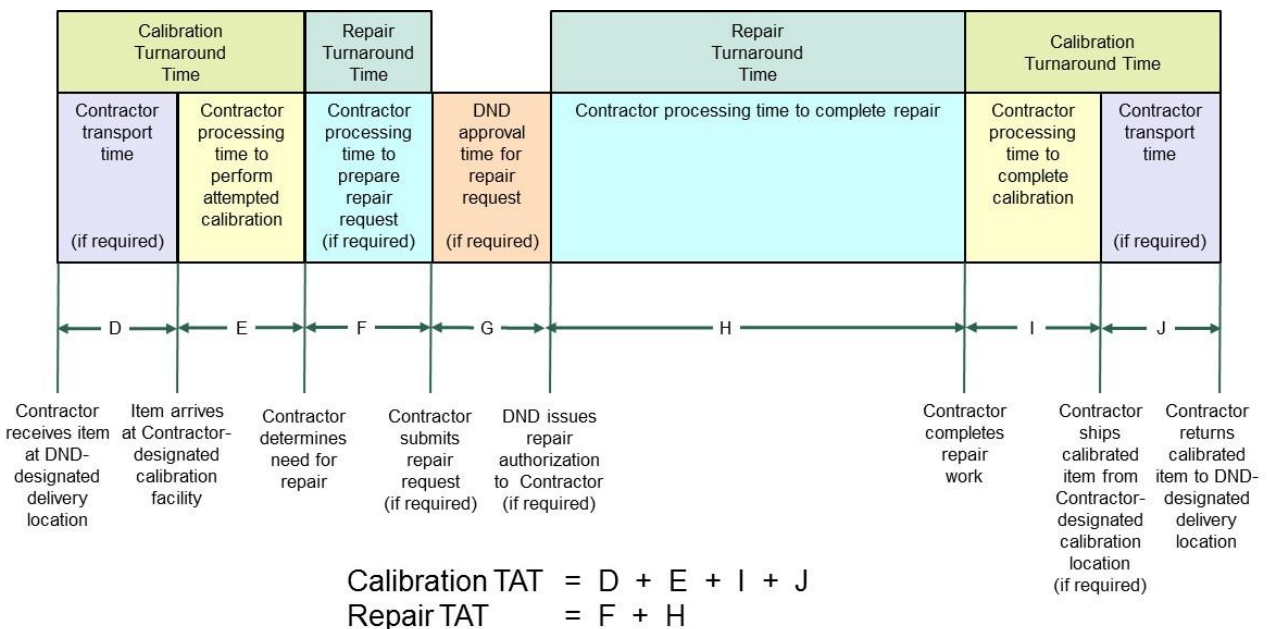 Calibration
Turnaround
Time
Repair
Turnaround
Time
Repair
Turnaround
Time
Calibration
Turnaround Time
Contractor
transport
time
(if required)
Contractor
processing
time to
perform
attempted
calibration
Contractor
processing
time to
prepare
repair
request
(if required)
DND
approval
time for
repair
request
(if required)
Contractor processing time to complete repair
Contractor
processing
time to
complete
calibration
Contractor
transport
time
(if required)
D
E
F
G
H
I
J
Contractor
receives item
at DND-
designated
delivery
location
Item arrives
at Contractor-
designated
calibration
facility
Contractor
determines
need for
repair
Contractor
submits
repair
request
(if required)
DND issues
repair
authorization
to Contractor
(if required)
Contractor
completes
repair
work
Contractor
ships
calibrated
item from
Contractor-
designated
calibration
location
(if required)
Contractor
returns
calibrated
item to DND-
designated
delivery
location
Calibration TAT = D + E + I + J
Repair TAT = F + H